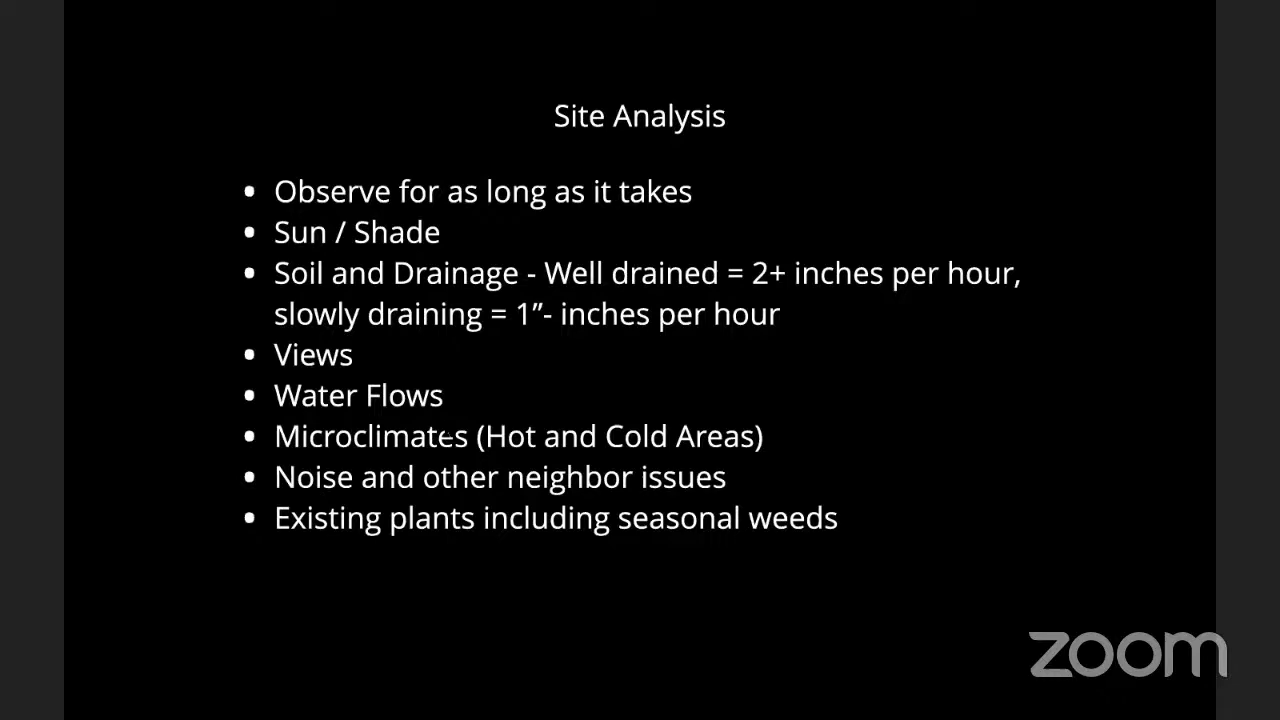 Site Analysis
• Observe for as long as it takes
• Sun / Shade
• Soil and Drainage - Well drained = 2+ inches per hour,
slowly draining = 1”- inches per hour
• Views
• Water Flows
• Microclimates (Hot and Cold Areas)
• Noise and other neighbor issues
• Existing plants including seasonal weeds
zoom